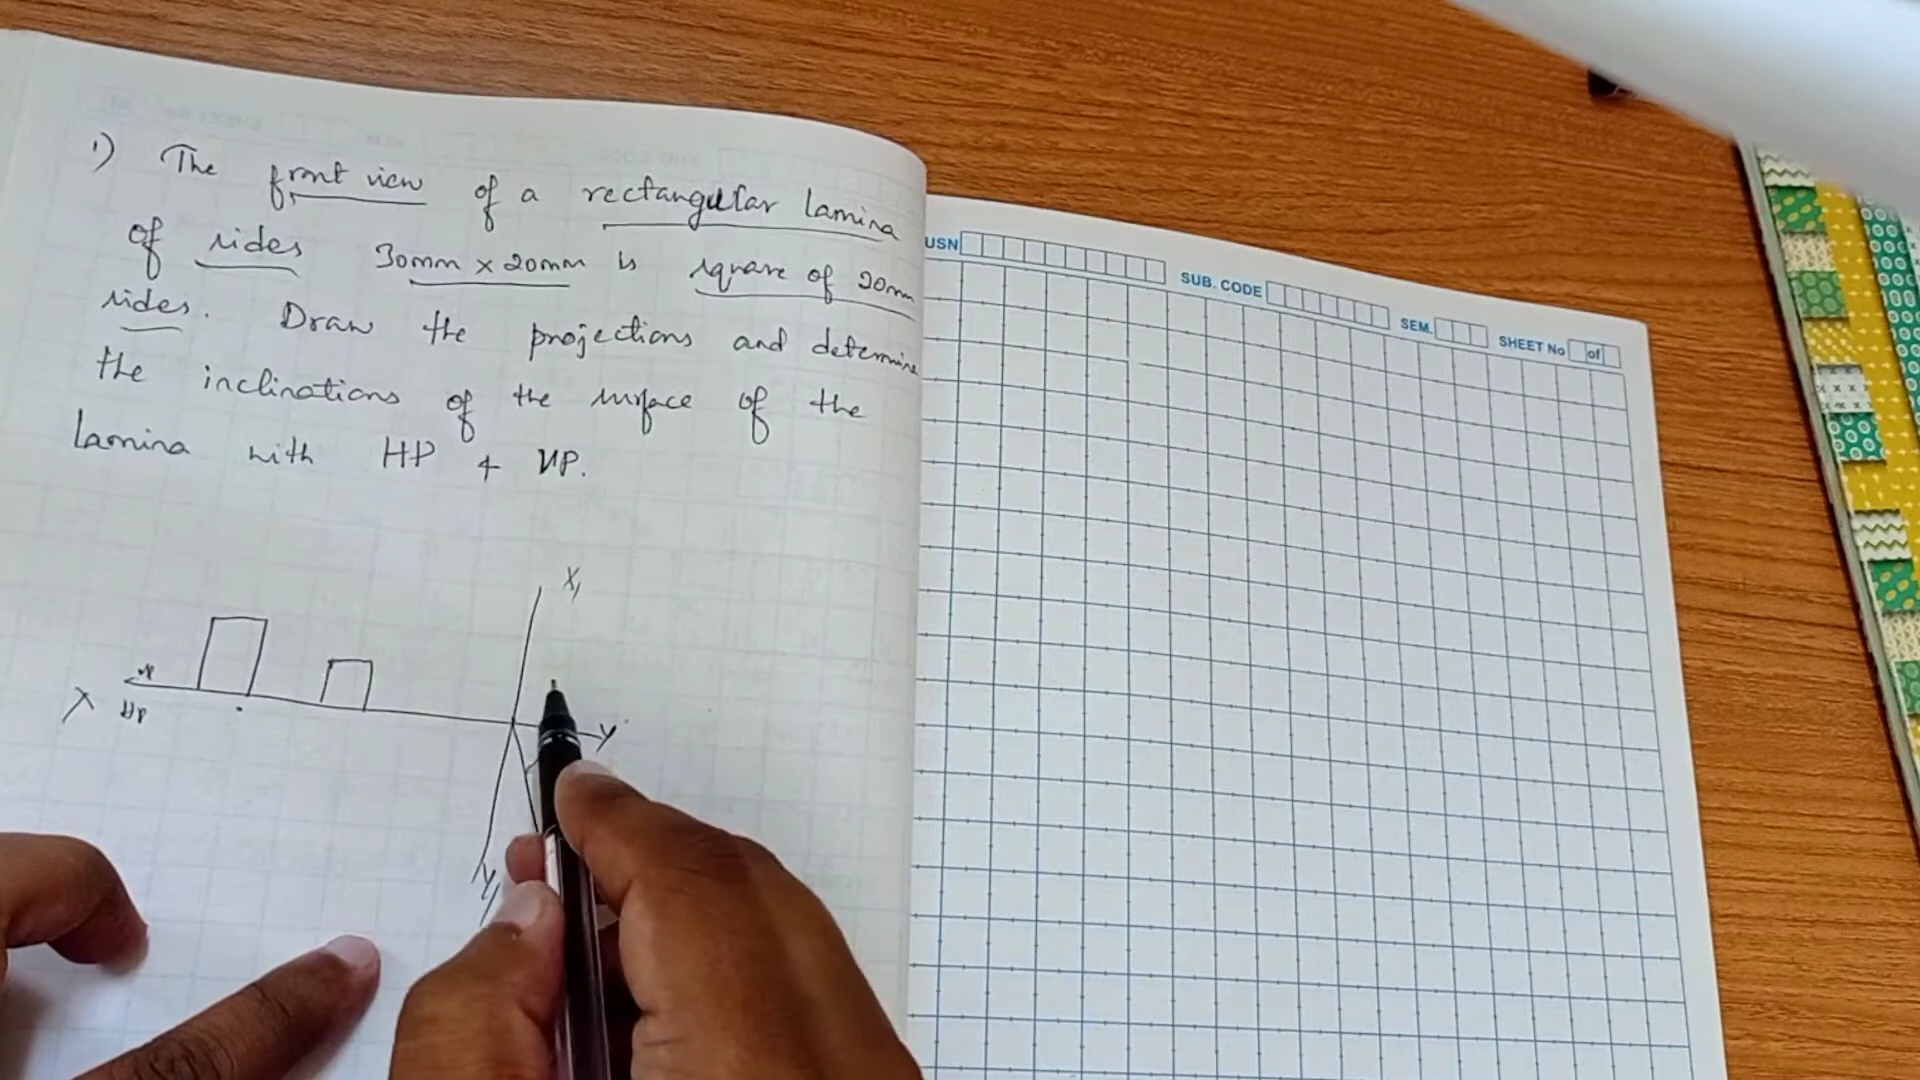 1) The front view of a rectangular lamina
of sides 30mm x 20mm is square of 20mm
sides. Draw the projections and determine
the inclinations of the surface of the
lamina with HP & VP.
X1
X
HP
Y
Y1
USN
SUB. CODE
SEM.
SHEET No of